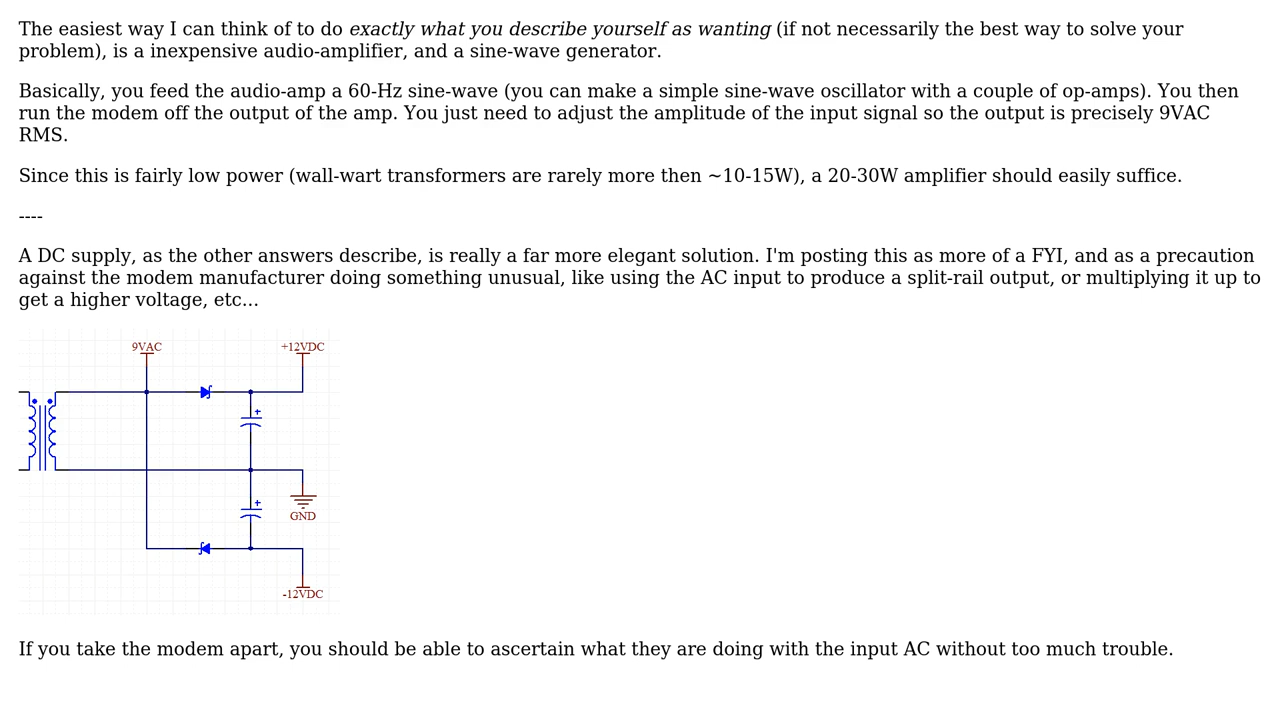 The easiest way I can think of to do exactly what you describe yourself as wanting (if not necessarily the best way to solve your
problem), is a inexpensive audio-amplifier, and a sine-wave generator.
Basically, you feed the audio-amp a 60-Hz sine-wave (you can make a simple sine-wave oscillator with a couple of op-amps). You then
run the modem off the output of the amp. You just need to adjust the amplitude of the input signal so the output is precisely 9VAC
RMS.
Since this is fairly low power (wall-wart transformers are rarely more then ~10-15W), a 20-30W amplifier should easily suffice.
----
A DC supply, as the other answers describe, is really a far more elegant solution. I'm posting this as more of a FYI, and as a precaution
against the modem manufacturer doing something unusual, like using the AC input to produce a split-rail output, or multiplying it up to
get a higher voltage, etc...
9VAC
+12VDC
+
+
GND
-12VDC
If you take the modem apart, you should be able to ascertain what they are doing with the input AC without too much trouble.